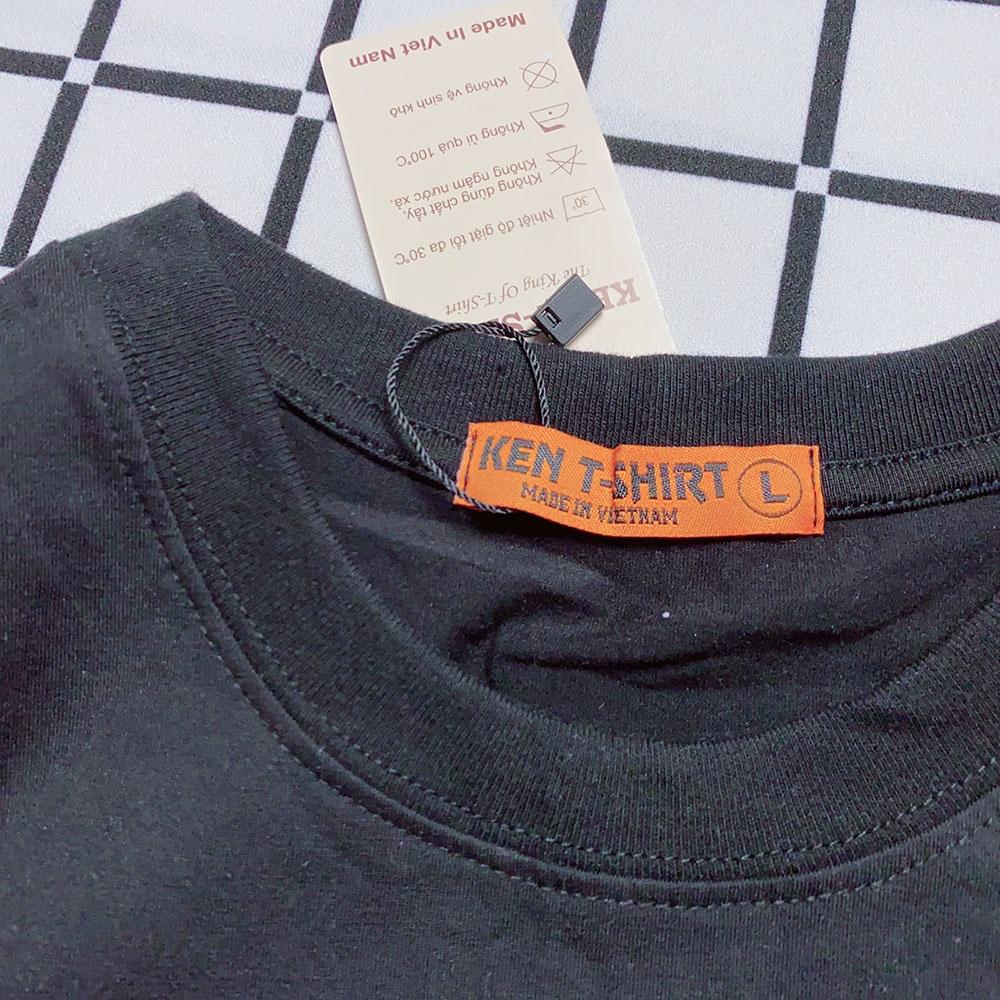 KEN T-SHIRT L
MADE IN VIETNAM
The King Of T-Shirt
30°
Nhiệt độ giặt tối đa 30°C
Không dùng chất tẩy,
Không ngâm nước xả.
Không ủi quá 100°C
Không vệ sinh khô
Made In Viet Nam